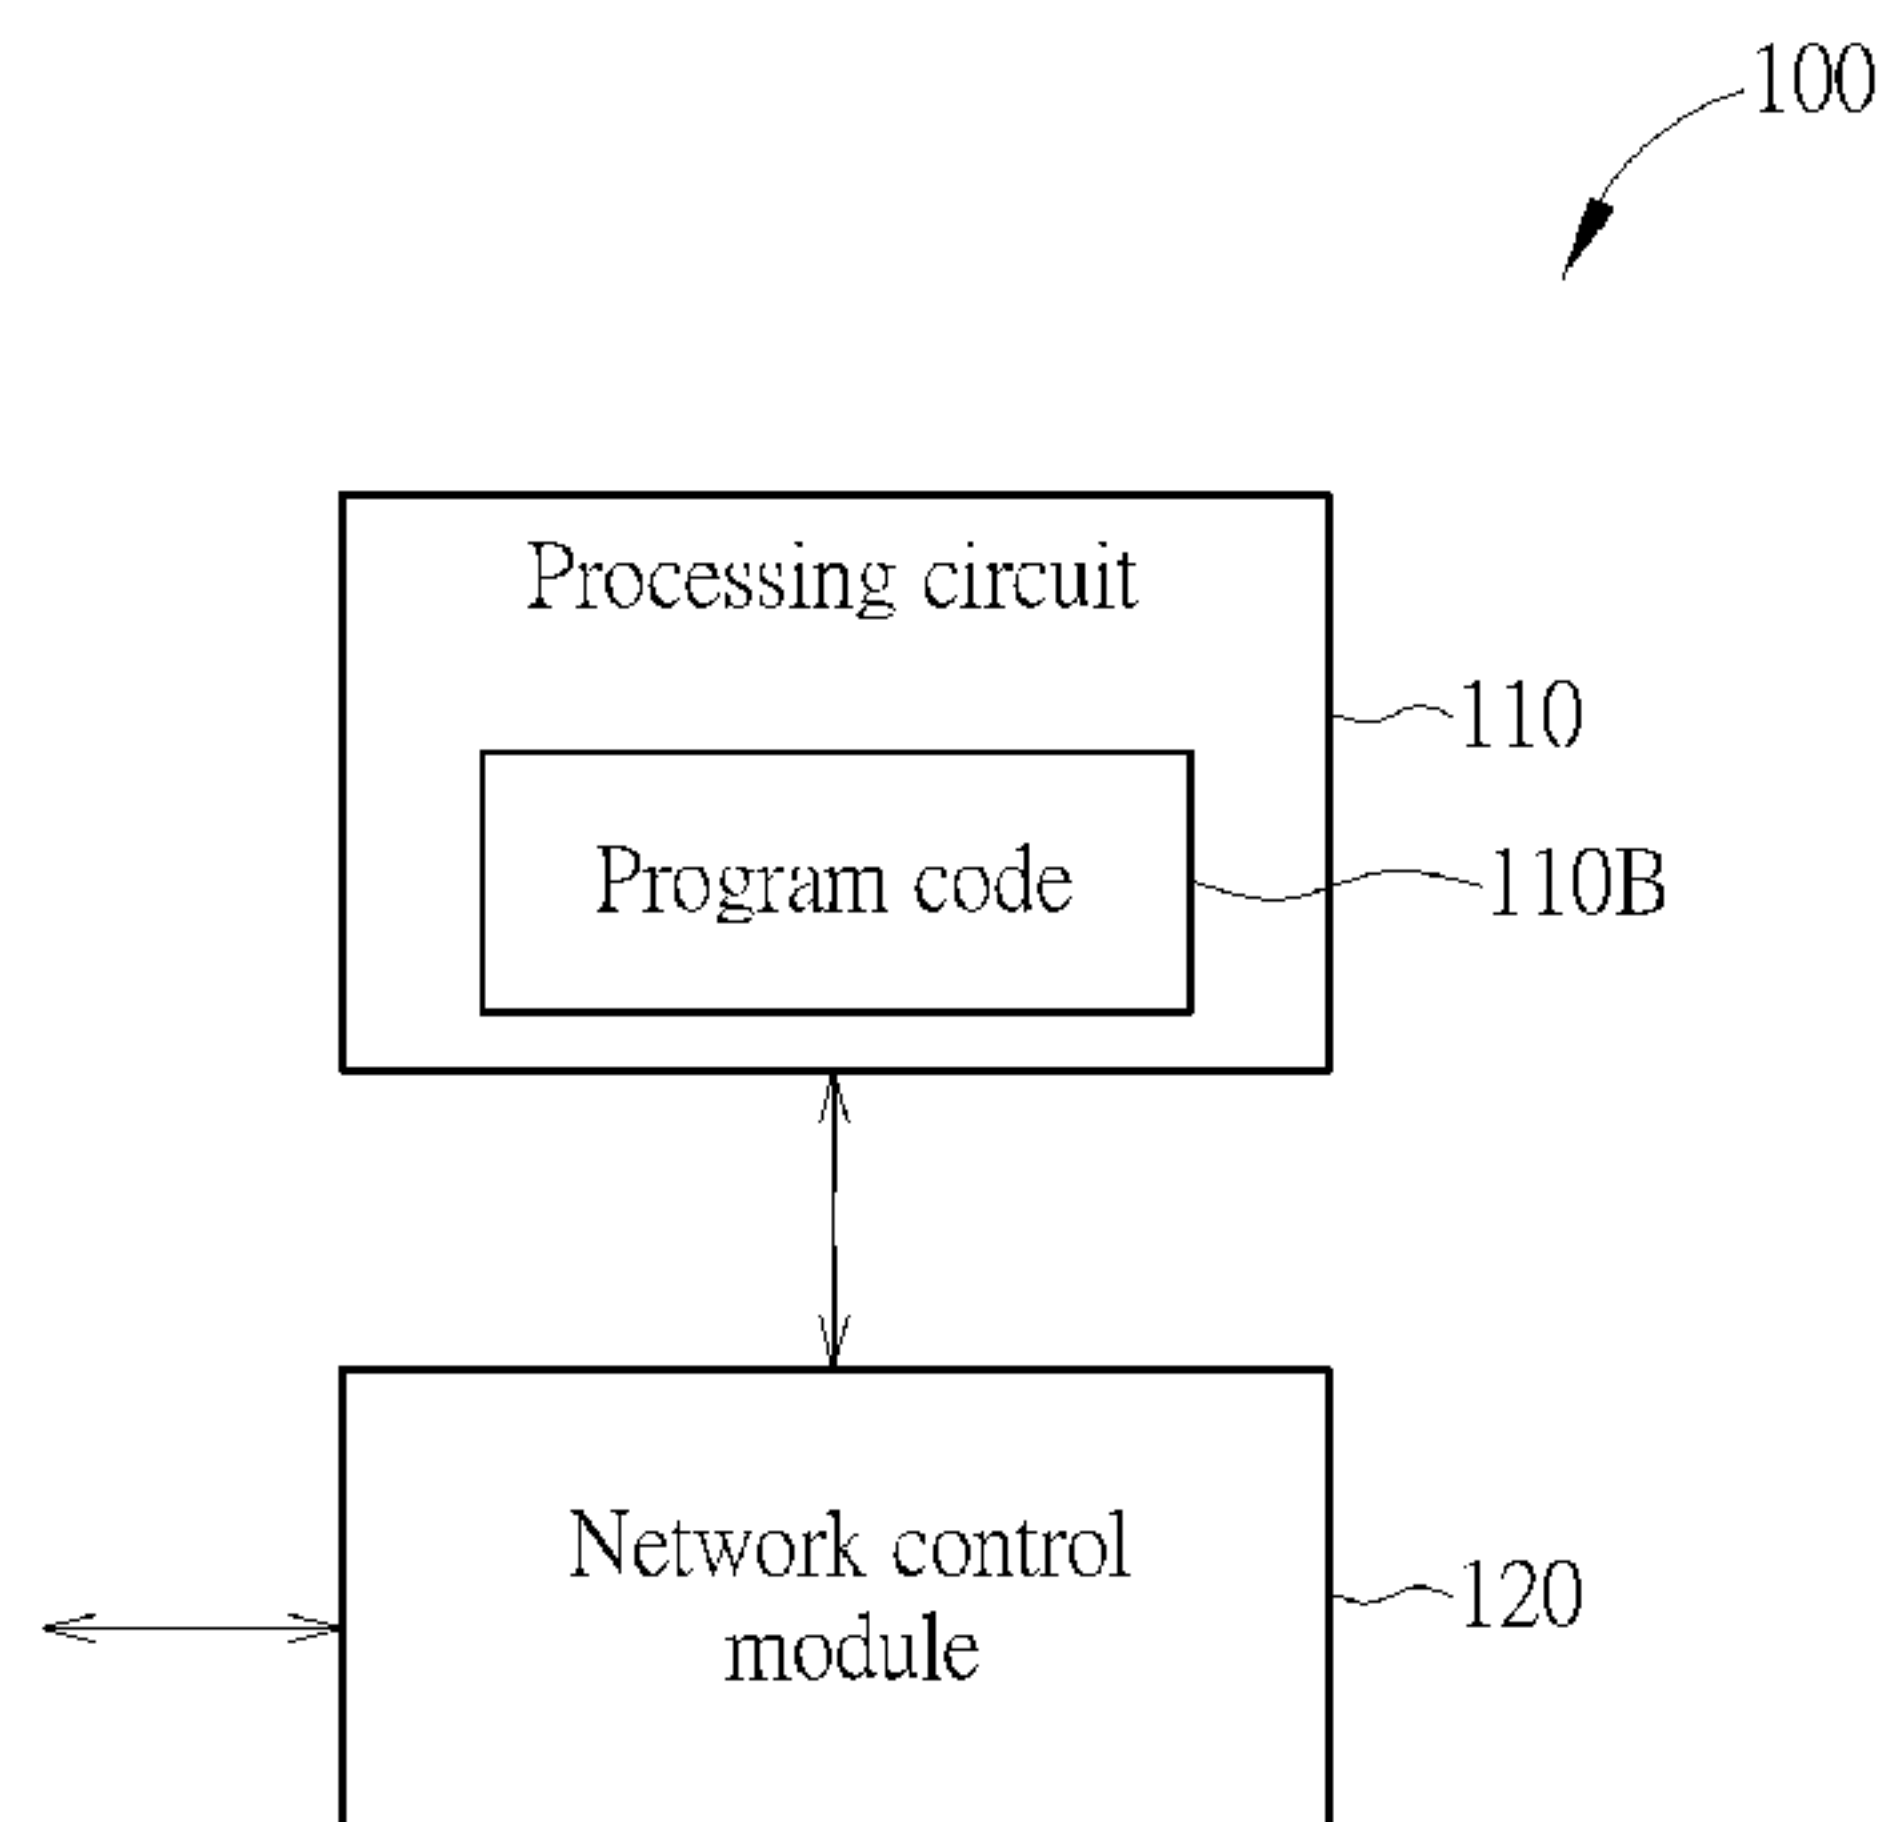 100
Processing circuit
110
Program code
110B
Network control
module
120